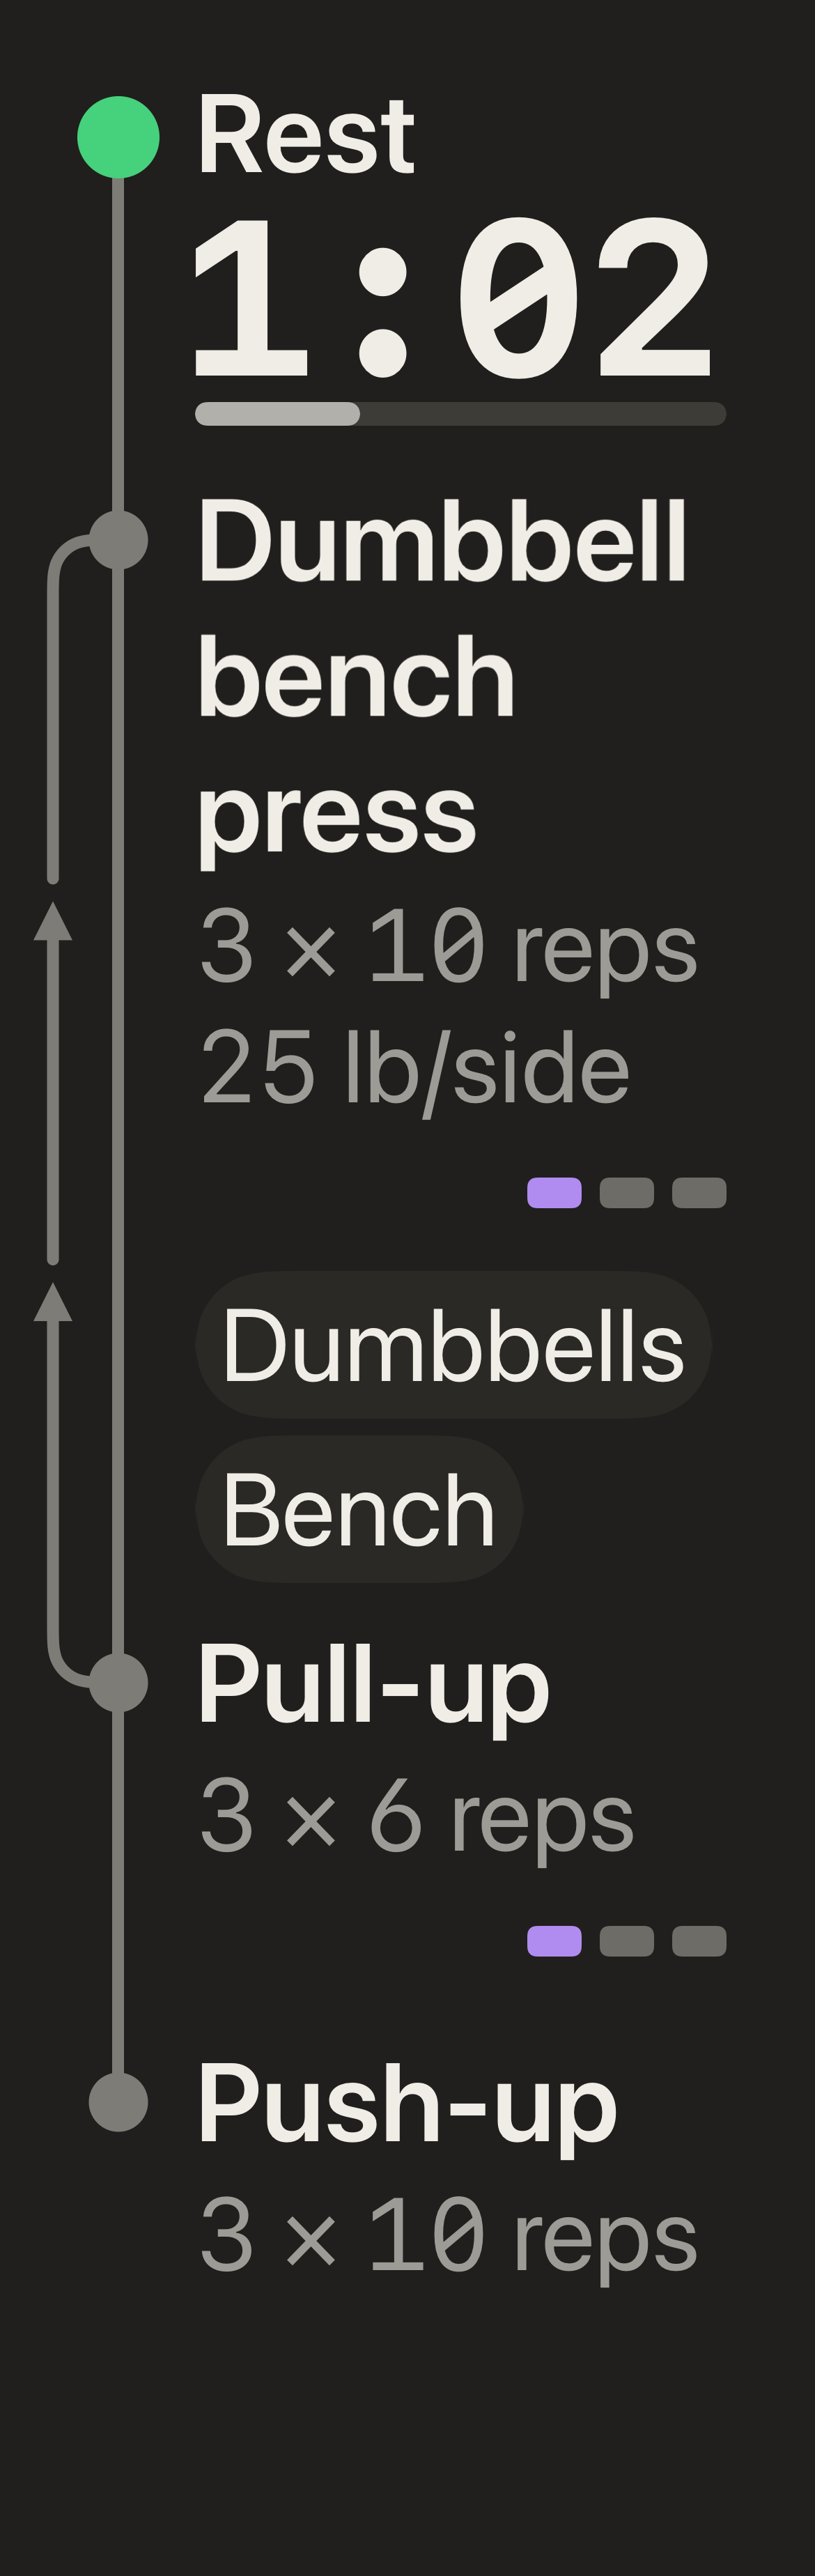 Rest
1:02
Dumbbell
bench
press
3 × 10 reps
25 lb/side
Dumbbells
Bench
Pull-up
3 × 6 reps
Push-up
3 × 10 reps